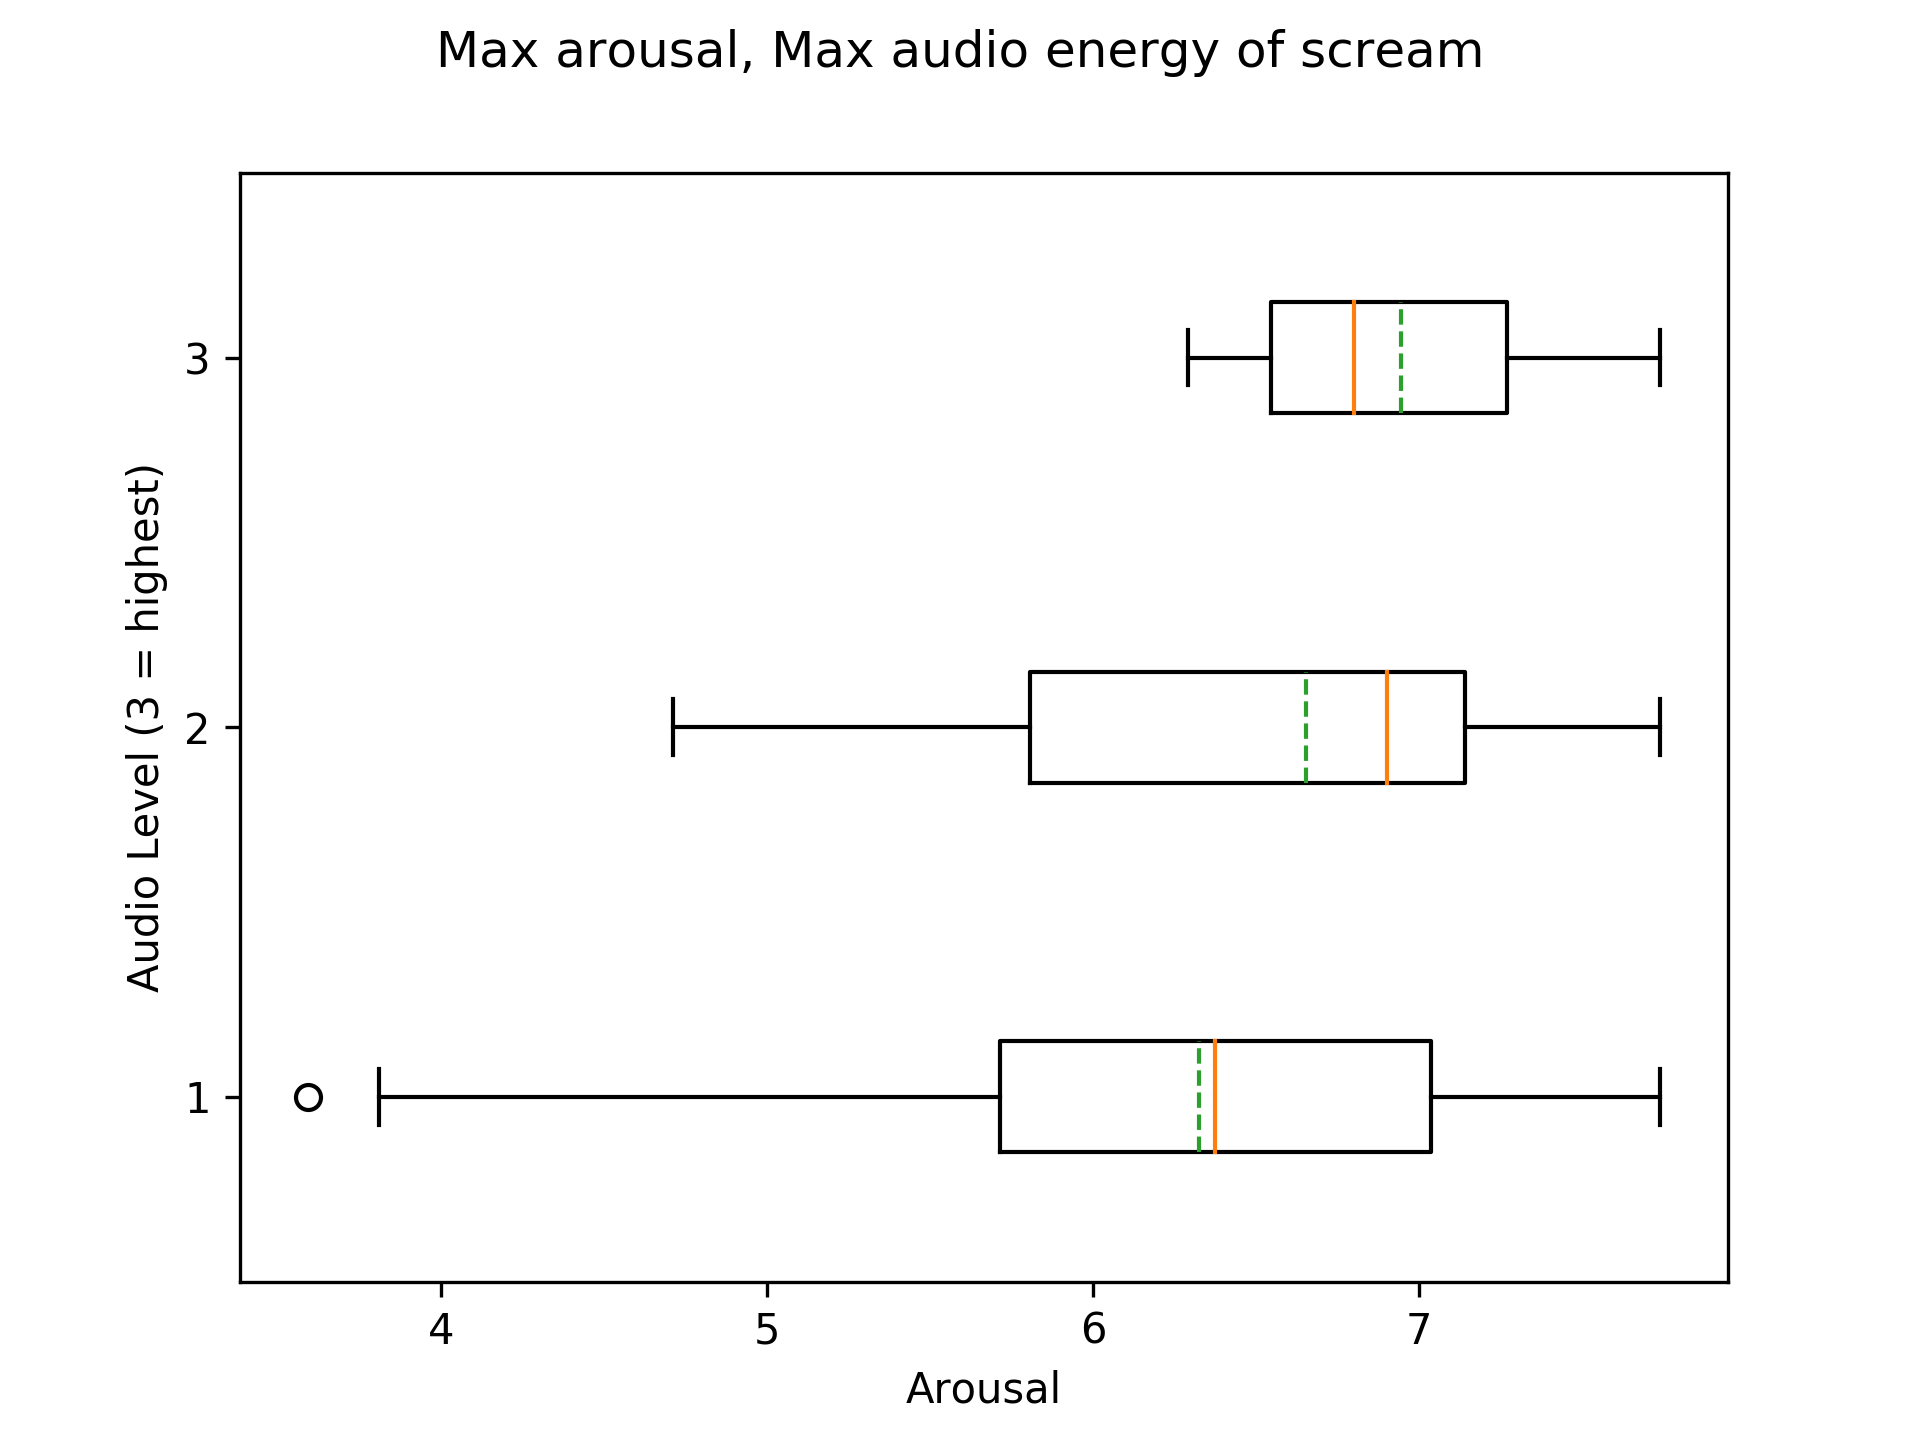 Max arousal, Max audio energy of scream
Audio Level (3 = highest)
3
2
1
4 5 6 7
Arousal